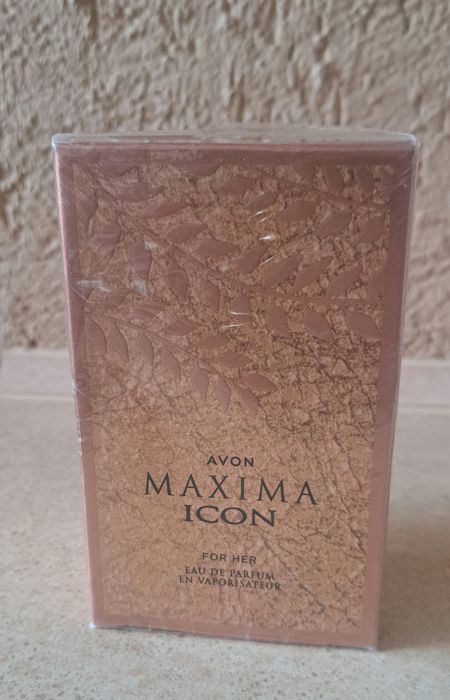 AVON
MAXIMA
ICON
FOR HER
EAU DE PARFUM
EN VAPORISATEUR